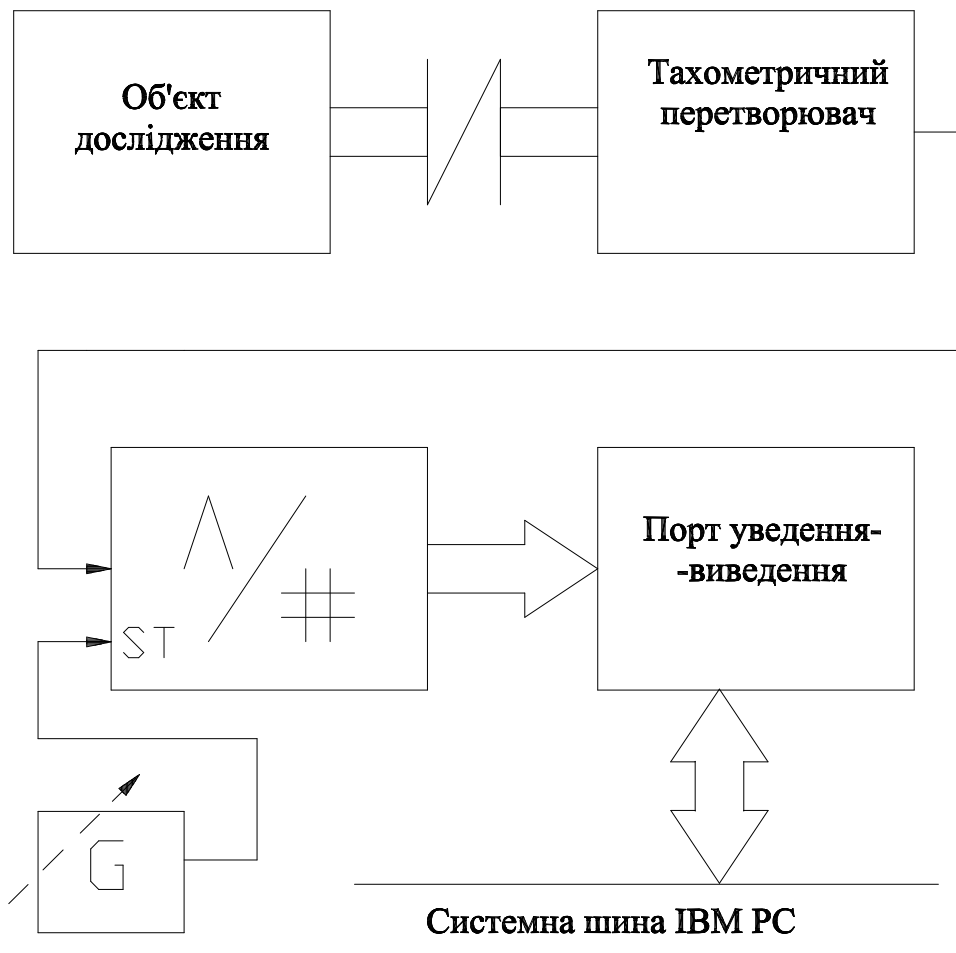 Об'єкт
дослідження
Тахометричний
перетворювач
Λ/#
ST
Порт уведення-
-виведення
G
Системна шина IBM PC